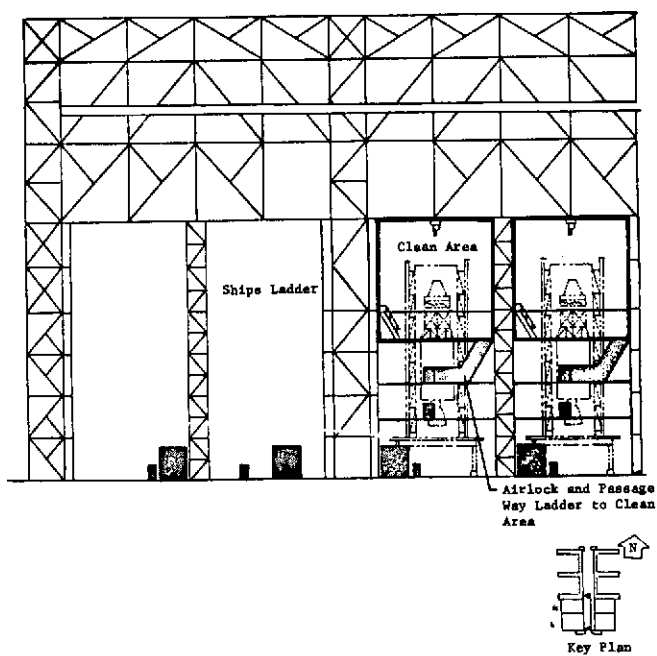 Clean Area
Ships Ladder
Airlock and Passage
Way Ladder to Clean
Area
N
Key Plan